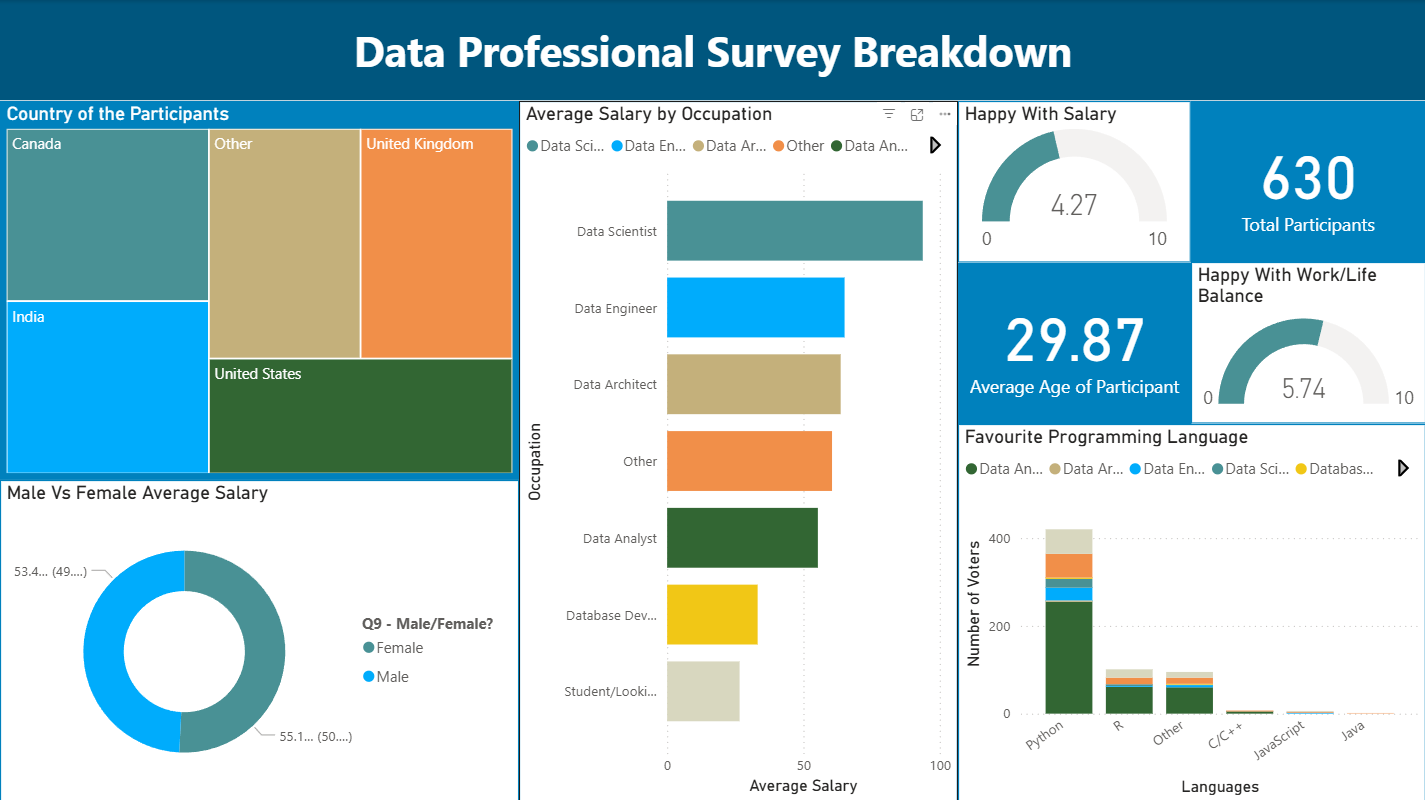 Data Professional Survey Breakdown
Country of the Participants
Canada
Other
United Kingdom
India
United States
Male Vs Female Average Salary
53.4... (49....)
55.1... (50....)
Q9 - Male/Female?
Female
Male
Average Salary by Occupation
Data Sci... Data En... Data Ar... Other Data An...
Occupation
Data Scientist
Data Engineer
Data Architect
Other
Data Analyst
Database Dev...
Student/Looki...
0 50 100
Average Salary
Happy With Salary
4.27
0 10
630
Total Participants
29.87
Average Age of Participant
Happy With Work/Life
Balance
5.74
0 10
Favourite Programming Language
Data An... Data Ar... Data En... Data Sci... Databas...
Number of Voters
400
200
0
Python R Other C/C++ JavaScript Java
Languages